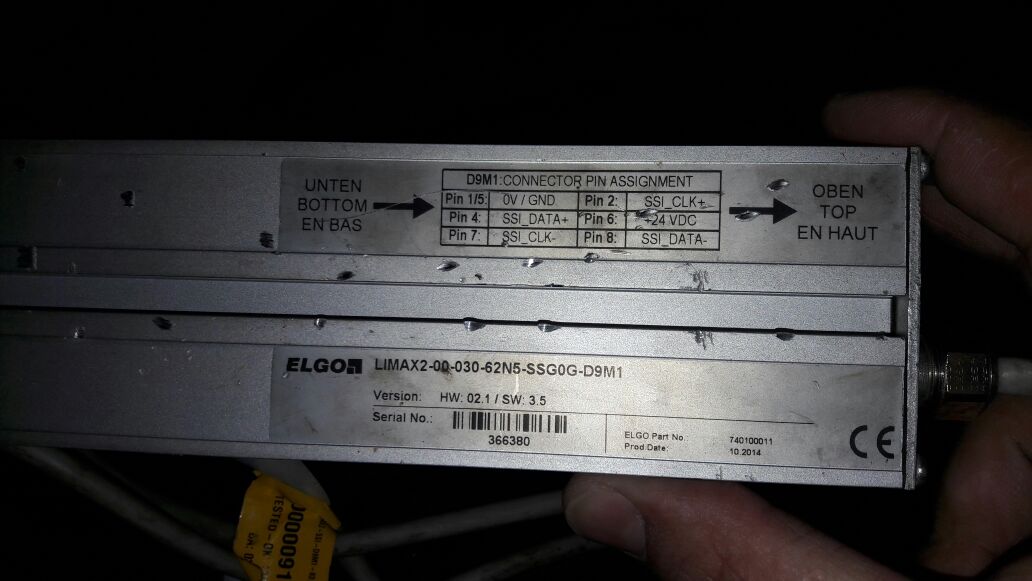 UNTEN
BOTTOM
EN BAS
D9M1:CONNECTOR PIN ASSIGNMENT
Pin 1/5: 0V / GND Pin 2: SSI_CLK+
Pin 4: SSI_DATA+ Pin 6: +24 VDC
Pin 7: SSI_CLK- Pin 8: SSI_DATA-
OBEN
TOP
EN HAUT
ELGO LIMAX2-00-030-62N5-SSG0G-D9M1
Version: HW: 02.1 / SW: 3.5
Serial No.:
366380
ELGO Part No. 740100011
Prod Date: 10.2014
CE
J000091
TESTED - OK